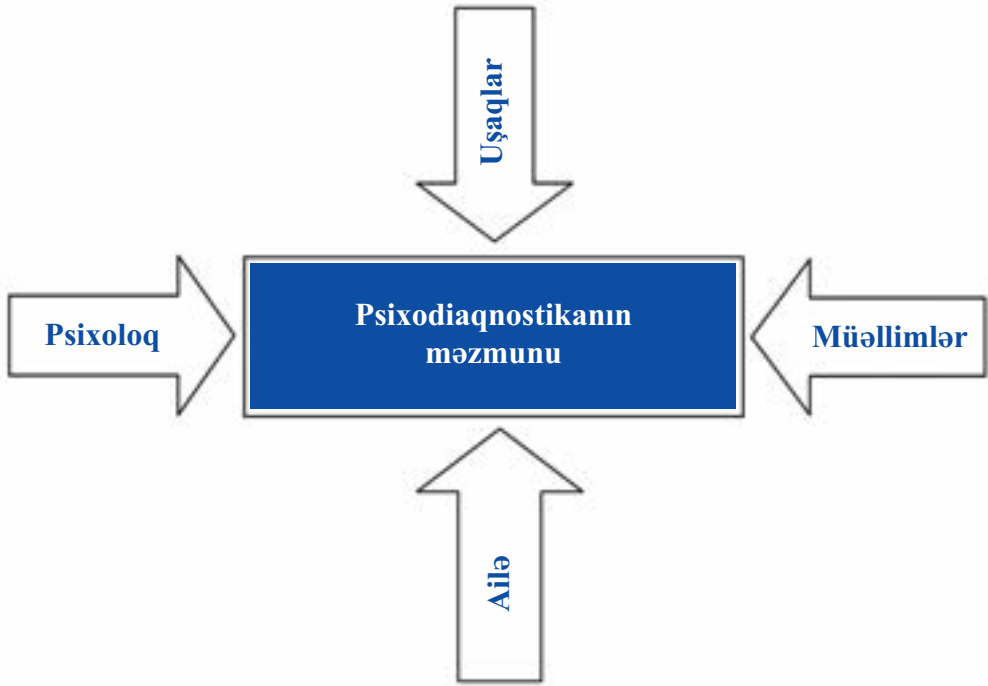 Uşaqlar
Psixoloq
Psixodiaqnostikanın
məzmunu
Müəllimlər
Ailə